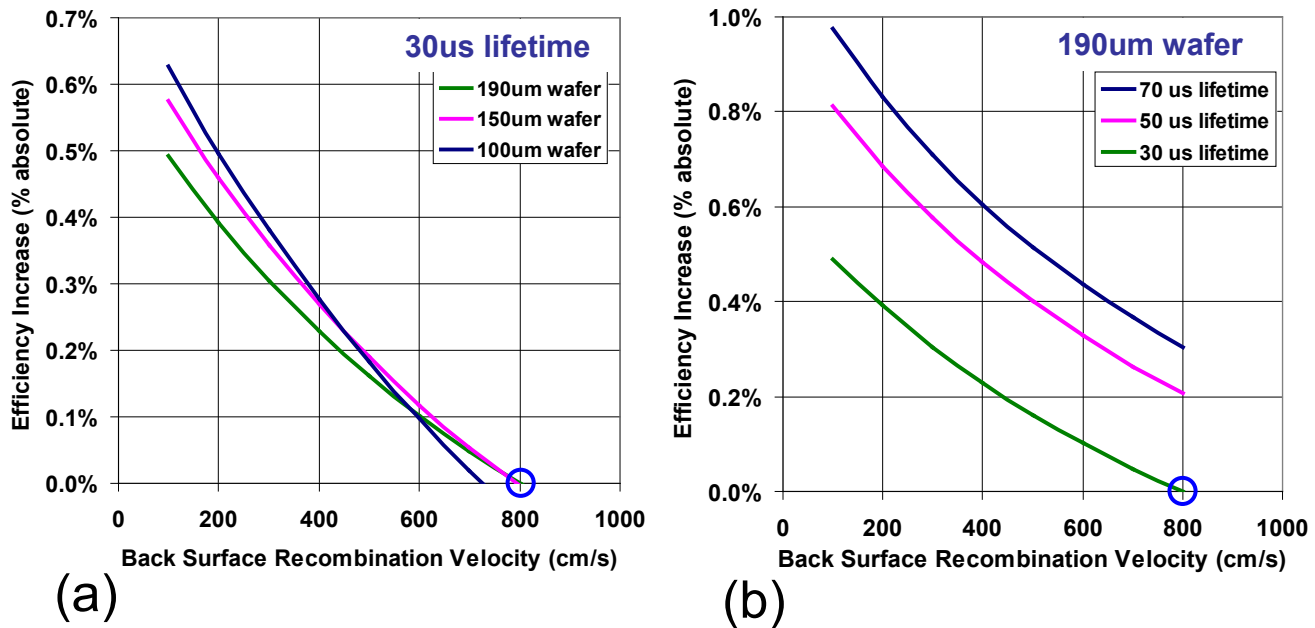 0.7%
0.6%
0.5%
0.4%
0.3%
0.2%
0.1%
0.0%
Efficiency Increase (% absolute)
30us lifetime
190um wafer
150um wafer
100um wafer
0 200 400 600 800 1000
Back Surface Recombination Velocity (cm/s)
(a)
1.0%
0.8%
0.6%
0.4%
0.2%
0.0%
Efficiency Increase (% absolute)
190um wafer
70 us lifetime
50 us lifetime
30 us lifetime
0 200 400 600 800 1000
Back Surface Recombination Velocity (cm/s)
(b)